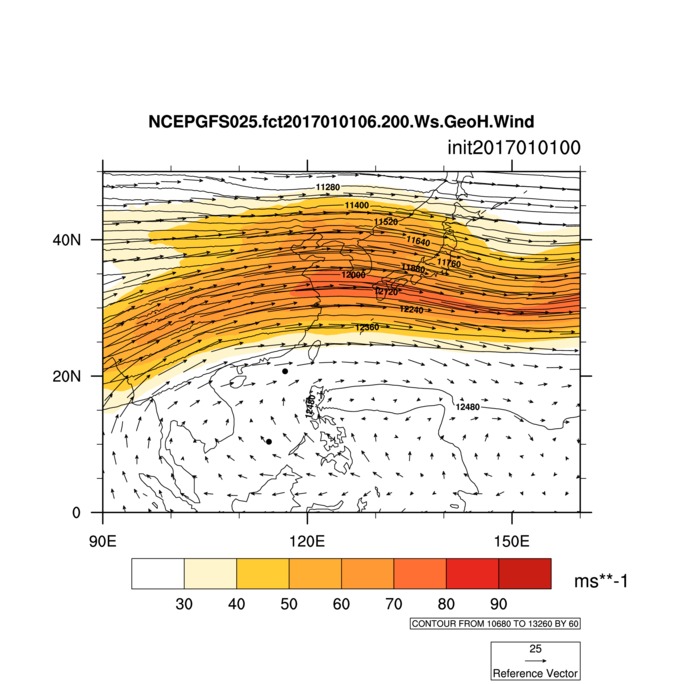 NCEPGFS025.fct2017010106.200.Ws.GeoH.Wind
init2017010100
11280
11400
11520
40N
11640
11760
11880
12000
12120
12240
12360
20N
12480
12480
0
90E 120E 150E
ms**-1
30 40 50 60 70 80 90
CONTOUR FROM 10680 TO 13260 BY 60
25
Reference Vector